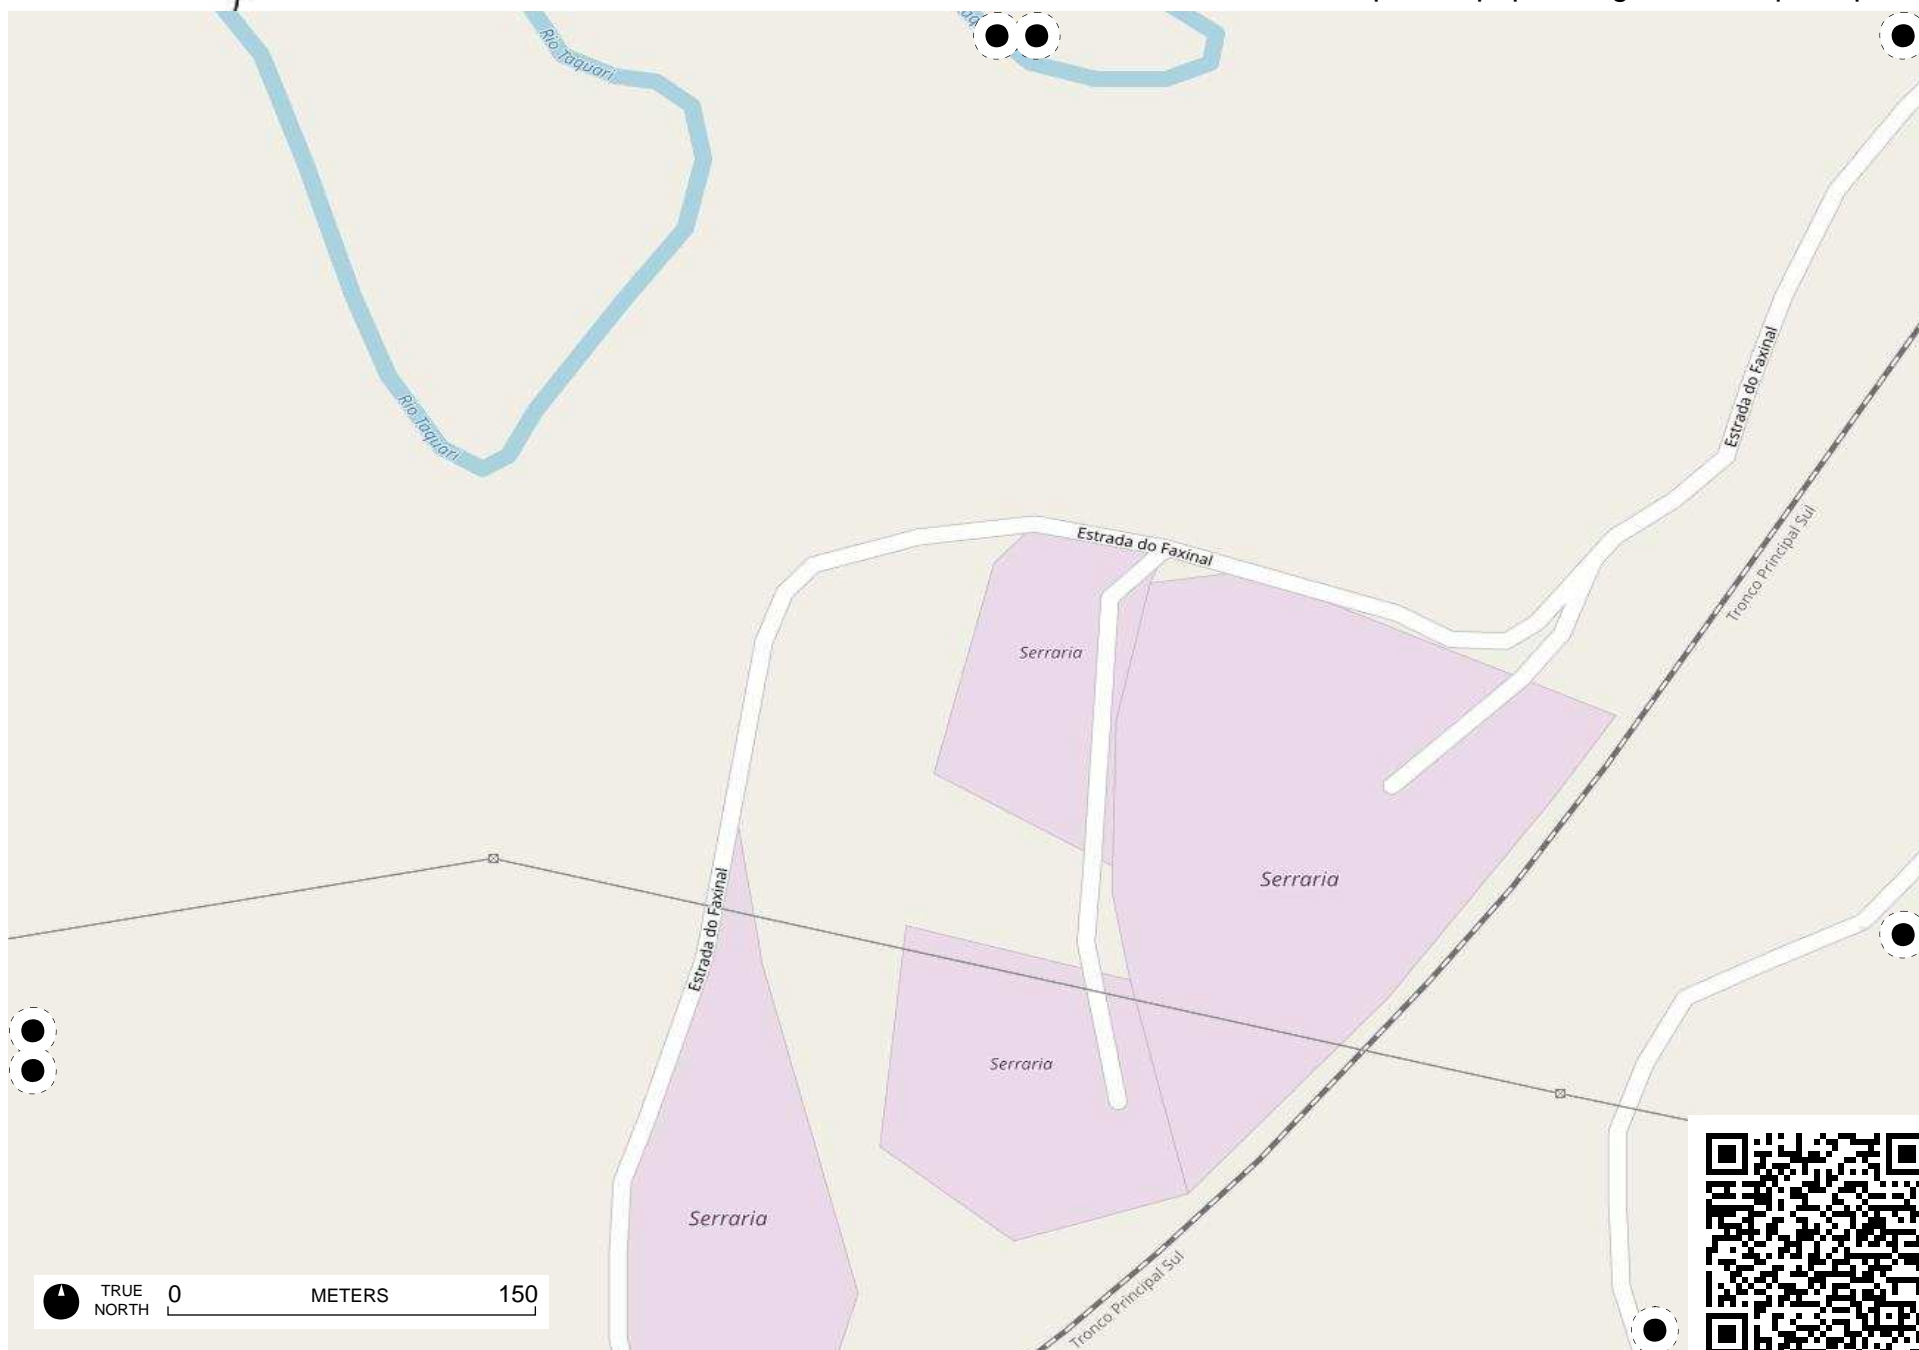 Rio Taquari
Estrada do Faxinal
Rio Taquari
Tronco Principal Sul
Estrada do Faxinal
Serraria
Serraria
Estrada do Faxinal
Serraria
Serraria
Tronco Principal Sul
TRUE NORTH
0 METERS 150